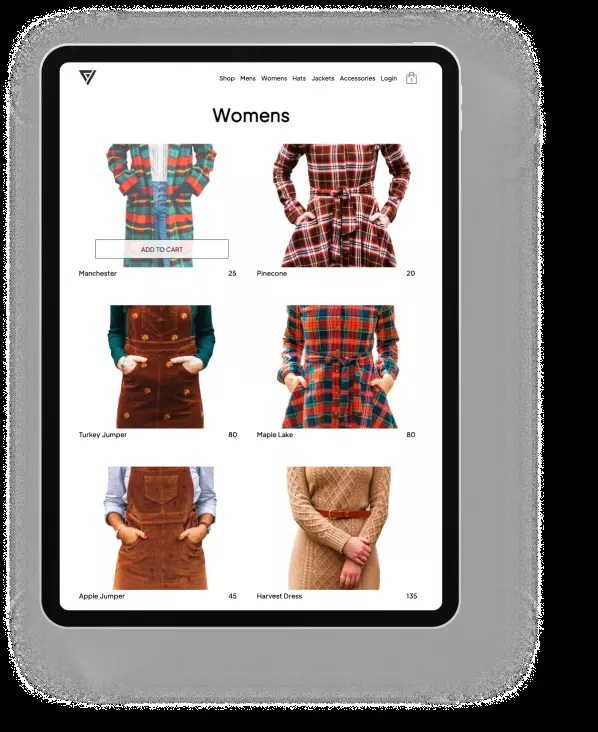 Shop Mens Womens Hats Jackets Accessories Login
Womens
ADD TO CART
Manchester 25 Pinecone 20
Turkey Jumper 80 Maple Lake 80
Apple Jumper 45 Harvest Dress 135